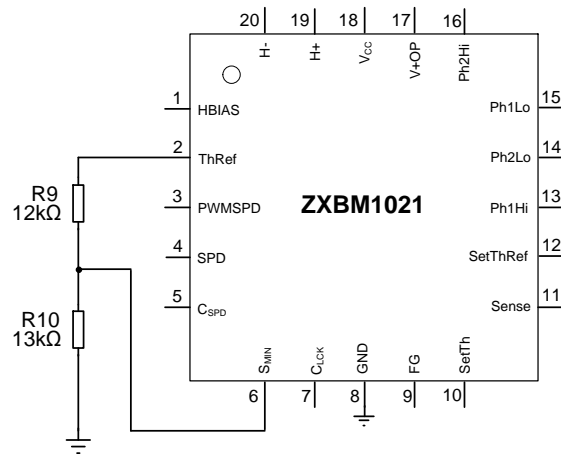 20 19 18 17 16
H- H+ VCC V+OP Ph2Hi
1 HBIAS
Ph1Lo 15
2 ThRef
Ph2Lo 14
R9
12kΩ
3 PWMSPD
ZXBM1021
Ph1Hi 13
4 SPD
SetThRef 12
5 CSPD
Sense 11
R10
13kΩ
SMIN CLCK GND FG SetTh
6 7 8 9 10